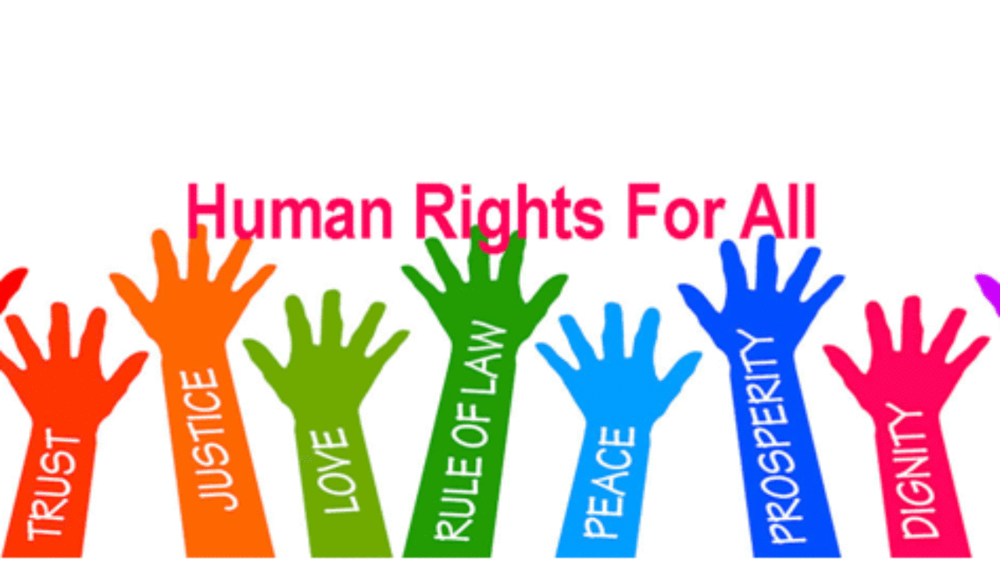 Human Rights For All
TRUST
JUSTICE
LOVE
RULE OF LAW
PEACE
PROSPERITY
DIGNITY